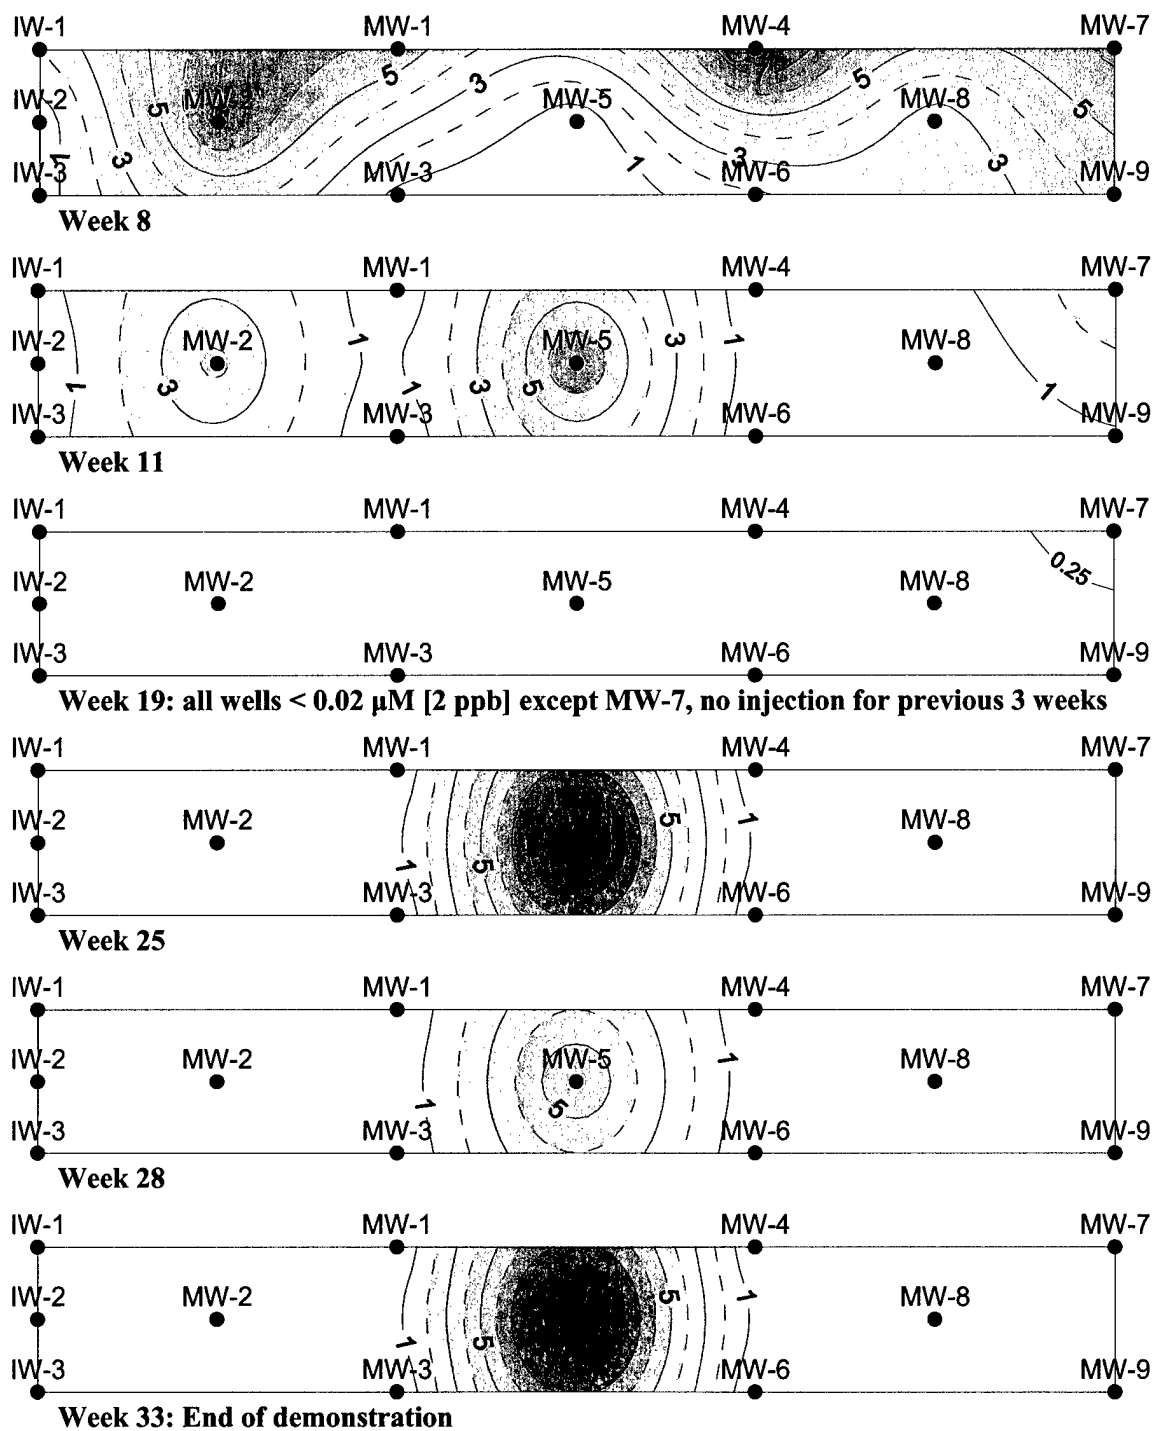 IW-1 MW-1 MW-4 MW-7
5 3 5
IW-2 5 MW-2 MW-5 MW-8 5
1 3 1 3 3
IW-3 MW-3 MW-6 MW-9
Week 8
IW-1 MW-1 MW-4 MW-7
IW-2 MW-2 1 MW-5 3 1 MW-8
1 3 1 3 5 1
IW-3 MW-3 MW-6 MW-9
Week 11
IW-1 MW-1 MW-4 MW-7
0.25
IW-2 MW-2 MW-5 MW-8
IW-3 MW-3 MW-6 MW-9
Week 19: all wells < 0.02 µM [2 ppb] except MW-7, no injection for previous 3 weeks
IW-1 MW-1 MW-4 MW-7
IW-2 MW-2 5 1 MW-8
1 5
IW-3 MW-3 MW-6 MW-9
Week 25
IW-1 MW-1 MW-4 MW-7
IW-2 MW-2 MW-5 1 MW-8
1 5
IW-3 MW-3 MW-6 MW-9
Week 28
IW-1 MW-1 MW-4 MW-7
IW-2 MW-2 5 1 MW-8
1 5
IW-3 MW-3 MW-6 MW-9
Week 33: End of demonstration